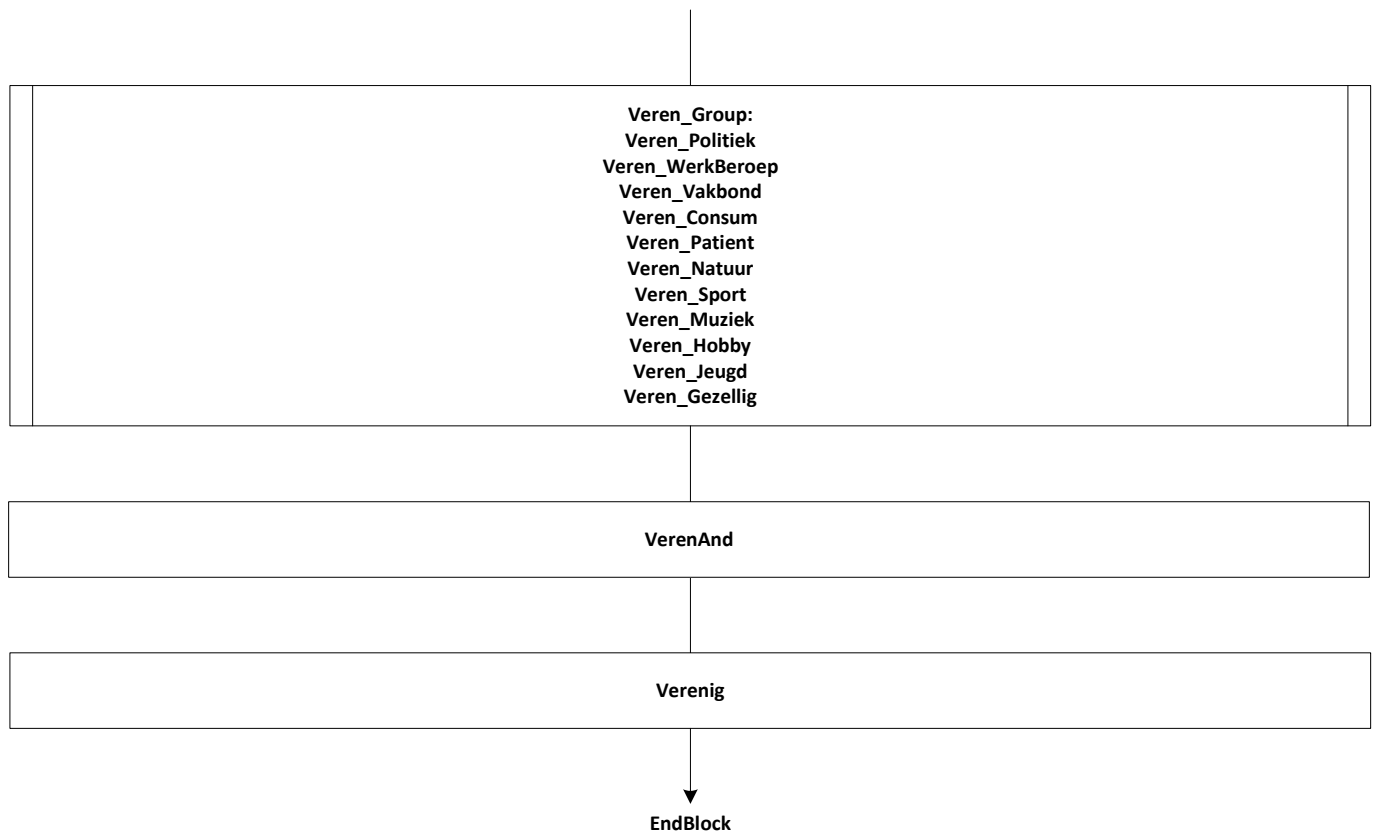 Veren_Group:
Veren_Politiek
Veren_WerkBeroep
Veren_Vakbond
Veren_Consum
Veren_Patient
Veren_Natuur
Veren_Sport
Veren_Muziek
Veren_Hobby
Veren_Jeugd
Veren_Gezellig
VerenAnd
Verenig
EndBlock